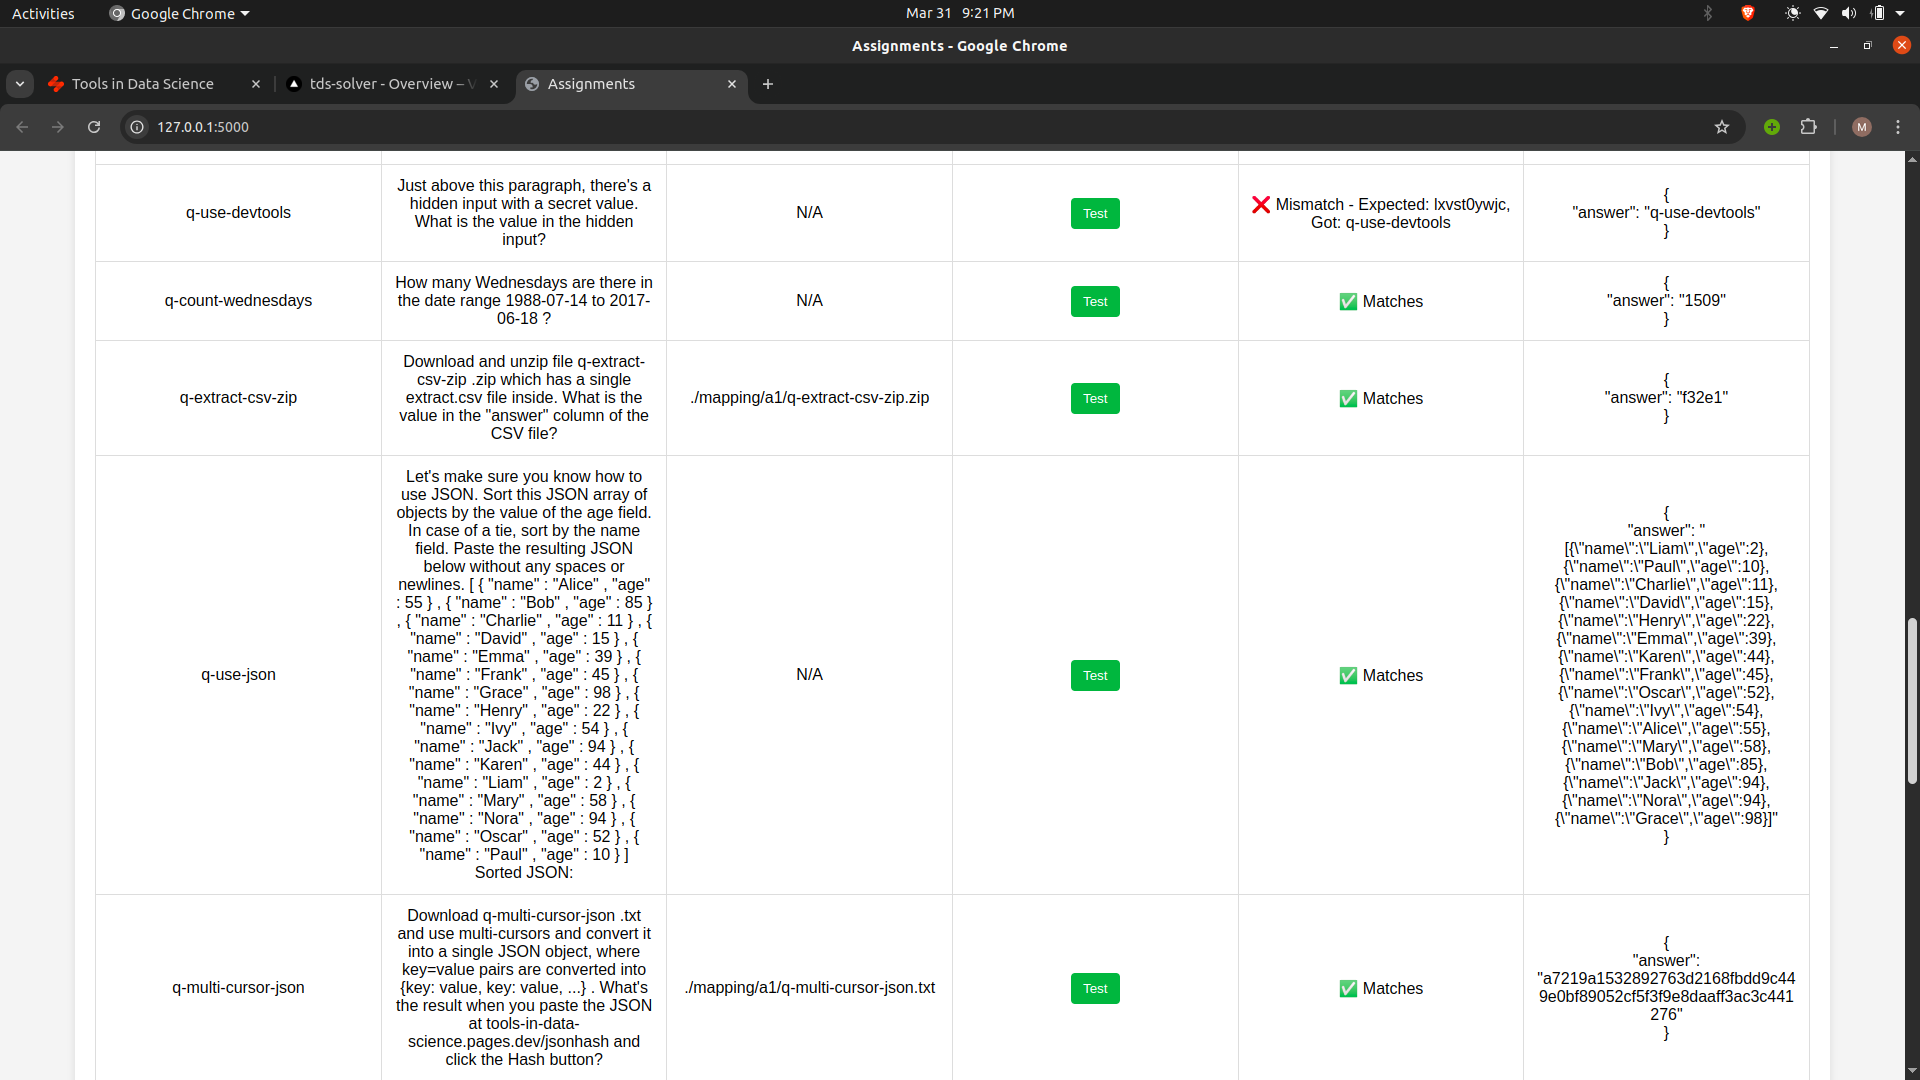 Activities
Google Chrome
Mar 31 9:21 PM
Assignments - Google Chrome
Tools in Data Science
tds-solver - Overview – V
Assignments
127.0.0.1:5000
M
q-use-devtools
Just above this paragraph, there's a
hidden input with a secret value.
What is the value in the hidden
input?
N/A
Test
❌ Mismatch - Expected: lxvst0ywjc,
Got: q-use-devtools
{
"answer": "q-use-devtools"
}
q-count-wednesdays
How many Wednesdays are there in
the date range 1988-07-14 to 2017-
06-18 ?
N/A
Test
✅ Matches
{
"answer": "1509"
}
q-extract-csv-zip
Download and unzip file q-extract-
csv-zip .zip which has a single
extract.csv file inside. What is the
value in the "answer" column of the
CSV file?
./mapping/a1/q-extract-csv-zip.zip
Test
✅ Matches
{
"answer": "f32e1"
}
q-use-json
Let's make sure you know how to
use JSON. Sort this JSON array of
objects by the value of the age field.
In case of a tie, sort by the name
field. Paste the resulting JSON
below without any spaces or
newlines. [ { "name" : "Alice" , "age"
: 55 } , { "name" : "Bob" , "age" : 85 }
, { "name" : "Charlie" , "age" : 11 } , {
"name" : "David" , "age" : 15 } , {
"name" : "Emma" , "age" : 39 } , {
"name" : "Frank" , "age" : 45 } , {
"name" : "Grace" , "age" : 98 } , {
"name" : "Henry" , "age" : 22 } , {
"name" : "Ivy" , "age" : 54 } , {
"name" : "Jack" , "age" : 94 } , {
"name" : "Karen" , "age" : 44 } , {
"name" : "Liam" , "age" : 2 } , {
"name" : "Mary" , "age" : 58 } , {
"name" : "Nora" , "age" : 94 } , {
"name" : "Oscar" , "age" : 52 } , {
"name" : "Paul" , "age" : 10 } ]
Sorted JSON:
N/A
Test
✅ Matches
{
"answer": "
[{\"name\":\"Liam\",\"age\":2},
{\"name\":\"Paul\",\"age\":10},
{\"name\":\"Charlie\",\"age\":11},
{\"name\":\"David\",\"age\":15},
{\"name\":\"Henry\",\"age\":22},
{\"name\":\"Emma\",\"age\":39},
{\"name\":\"Karen\",\"age\":44},
{\"name\":\"Frank\",\"age\":45},
{\"name\":\"Oscar\",\"age\":52},
{\"name\":\"Ivy\",\"age\":54},
{\"name\":\"Alice\",\"age\":55},
{\"name\":\"Mary\",\"age\":58},
{\"name\":\"Bob\",\"age\":85},
{\"name\":\"Jack\",\"age\":94},
{\"name\":\"Nora\",\"age\":94},
{\"name\":\"Grace\",\"age\":98}]"
}
q-multi-cursor-json
Download q-multi-cursor-json .txt
and use multi-cursors and convert it
into a single JSON object, where
key=value pairs are converted into
{key: value, key: value, ...} . What's
the result when you paste the JSON
at tools-in-data-
science.pages.dev/jsonhash and
click the Hash button?
./mapping/a1/q-multi-cursor-json.txt
Test
✅ Matches
{
"answer":
"a7219a1532892763d2168fbdd9c44
9e0bf89052cf5f3f9e8daaff3ac3c441
276"
}